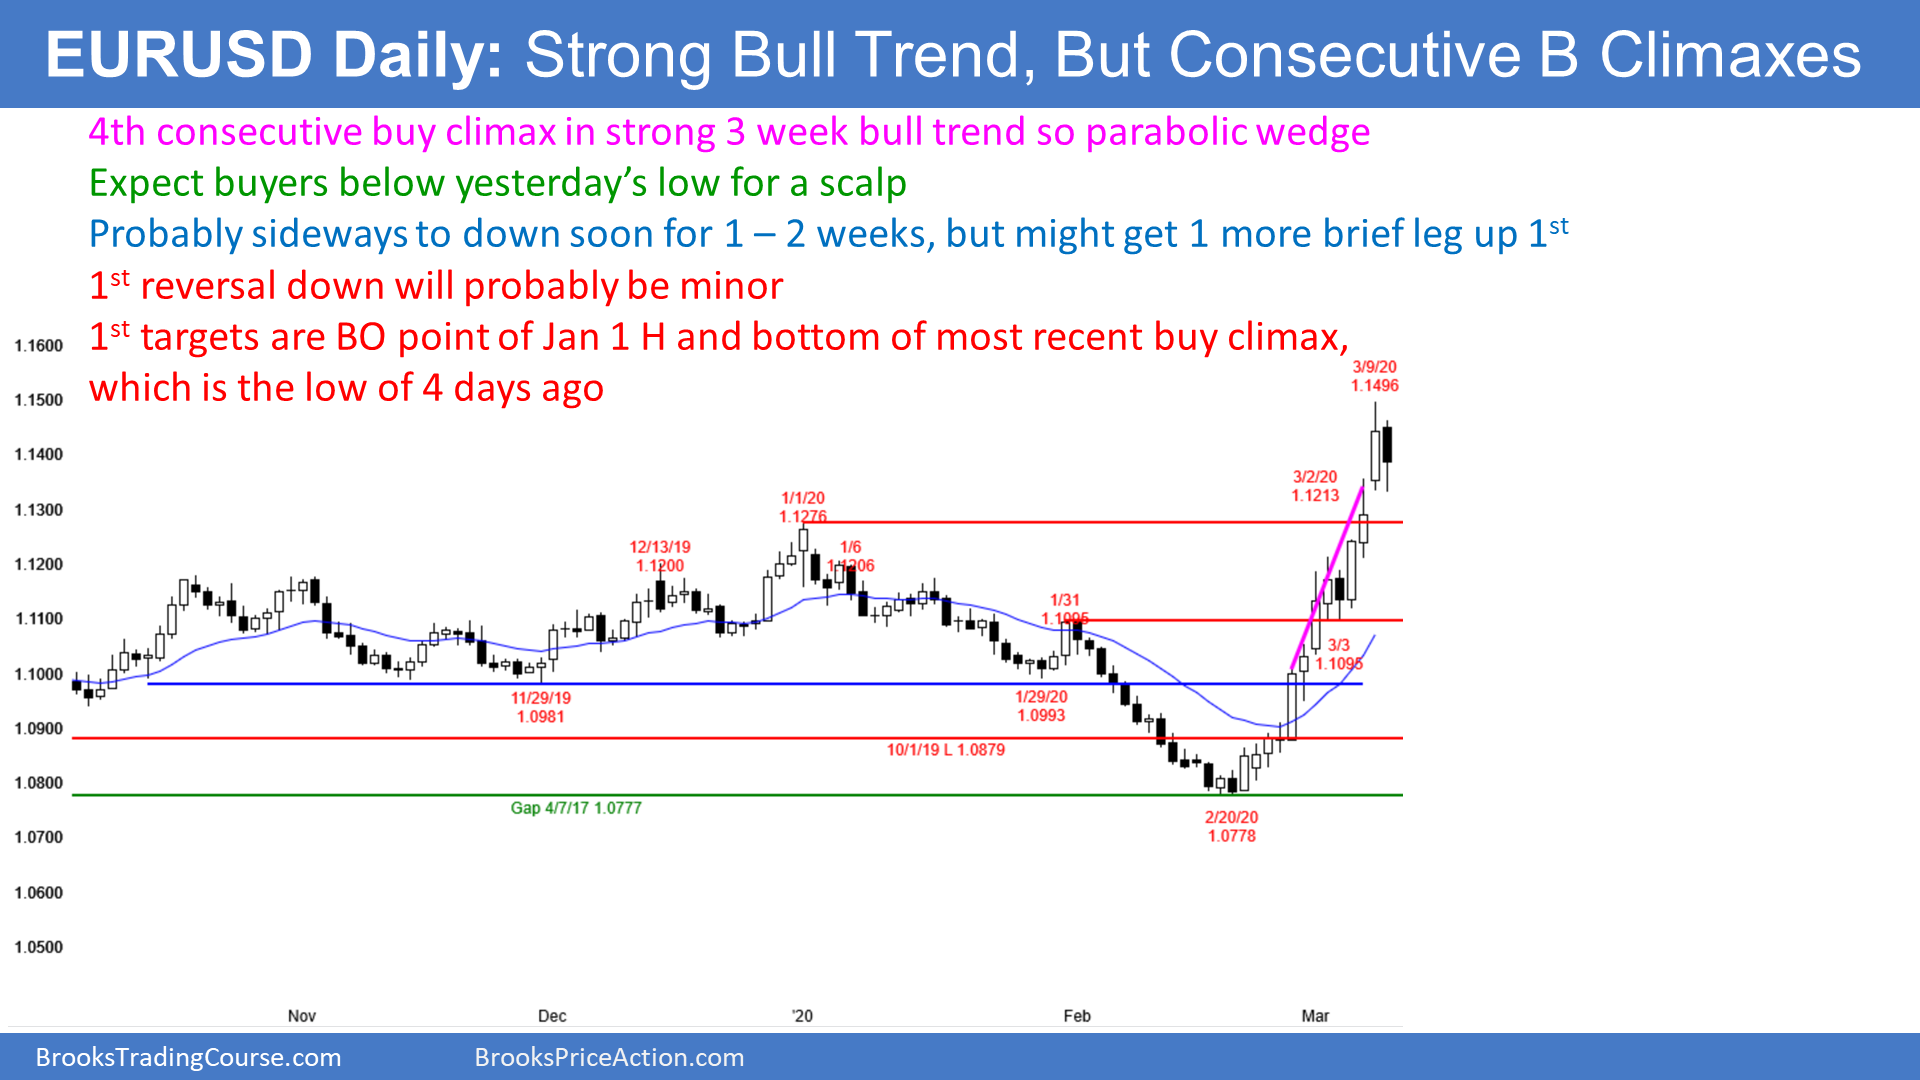 EURUSD Daily: Strong Bull Trend, But Consecutive B Climaxes
4th consecutive buy climax in strong 3 week bull trend so parabolic wedge
Expect buyers below yesterday’s low for a scalp
Probably sideways to down soon for 1 – 2 weeks, but might get 1 more brief leg up 1st
1st reversal down will probably be minor
1st targets are BO point of Jan 1 H and bottom of most recent buy climax,
which is the low of 4 days ago
1.1600
1.1500
1.1400
1.1300
1.1200
1.1100
1.1000
1.0900
1.0800
1.0700
1.0600
1.0500
3/9/20
1.1496
3/2/20
1.1213
1/1/20
1.1276
12/13/19
1.1200
1/6
1.1206
1/31
1.1095
3/3
1.1095
11/29/19
1.0981
1/29/20
1.0993
10/1/19 L 1.0879
Gap 4/7/17 1.0777
2/20/20
1.0778
Nov
Dec
'20
Feb
Mar
BrooksTradingCourse.com
BrooksPriceAction.com